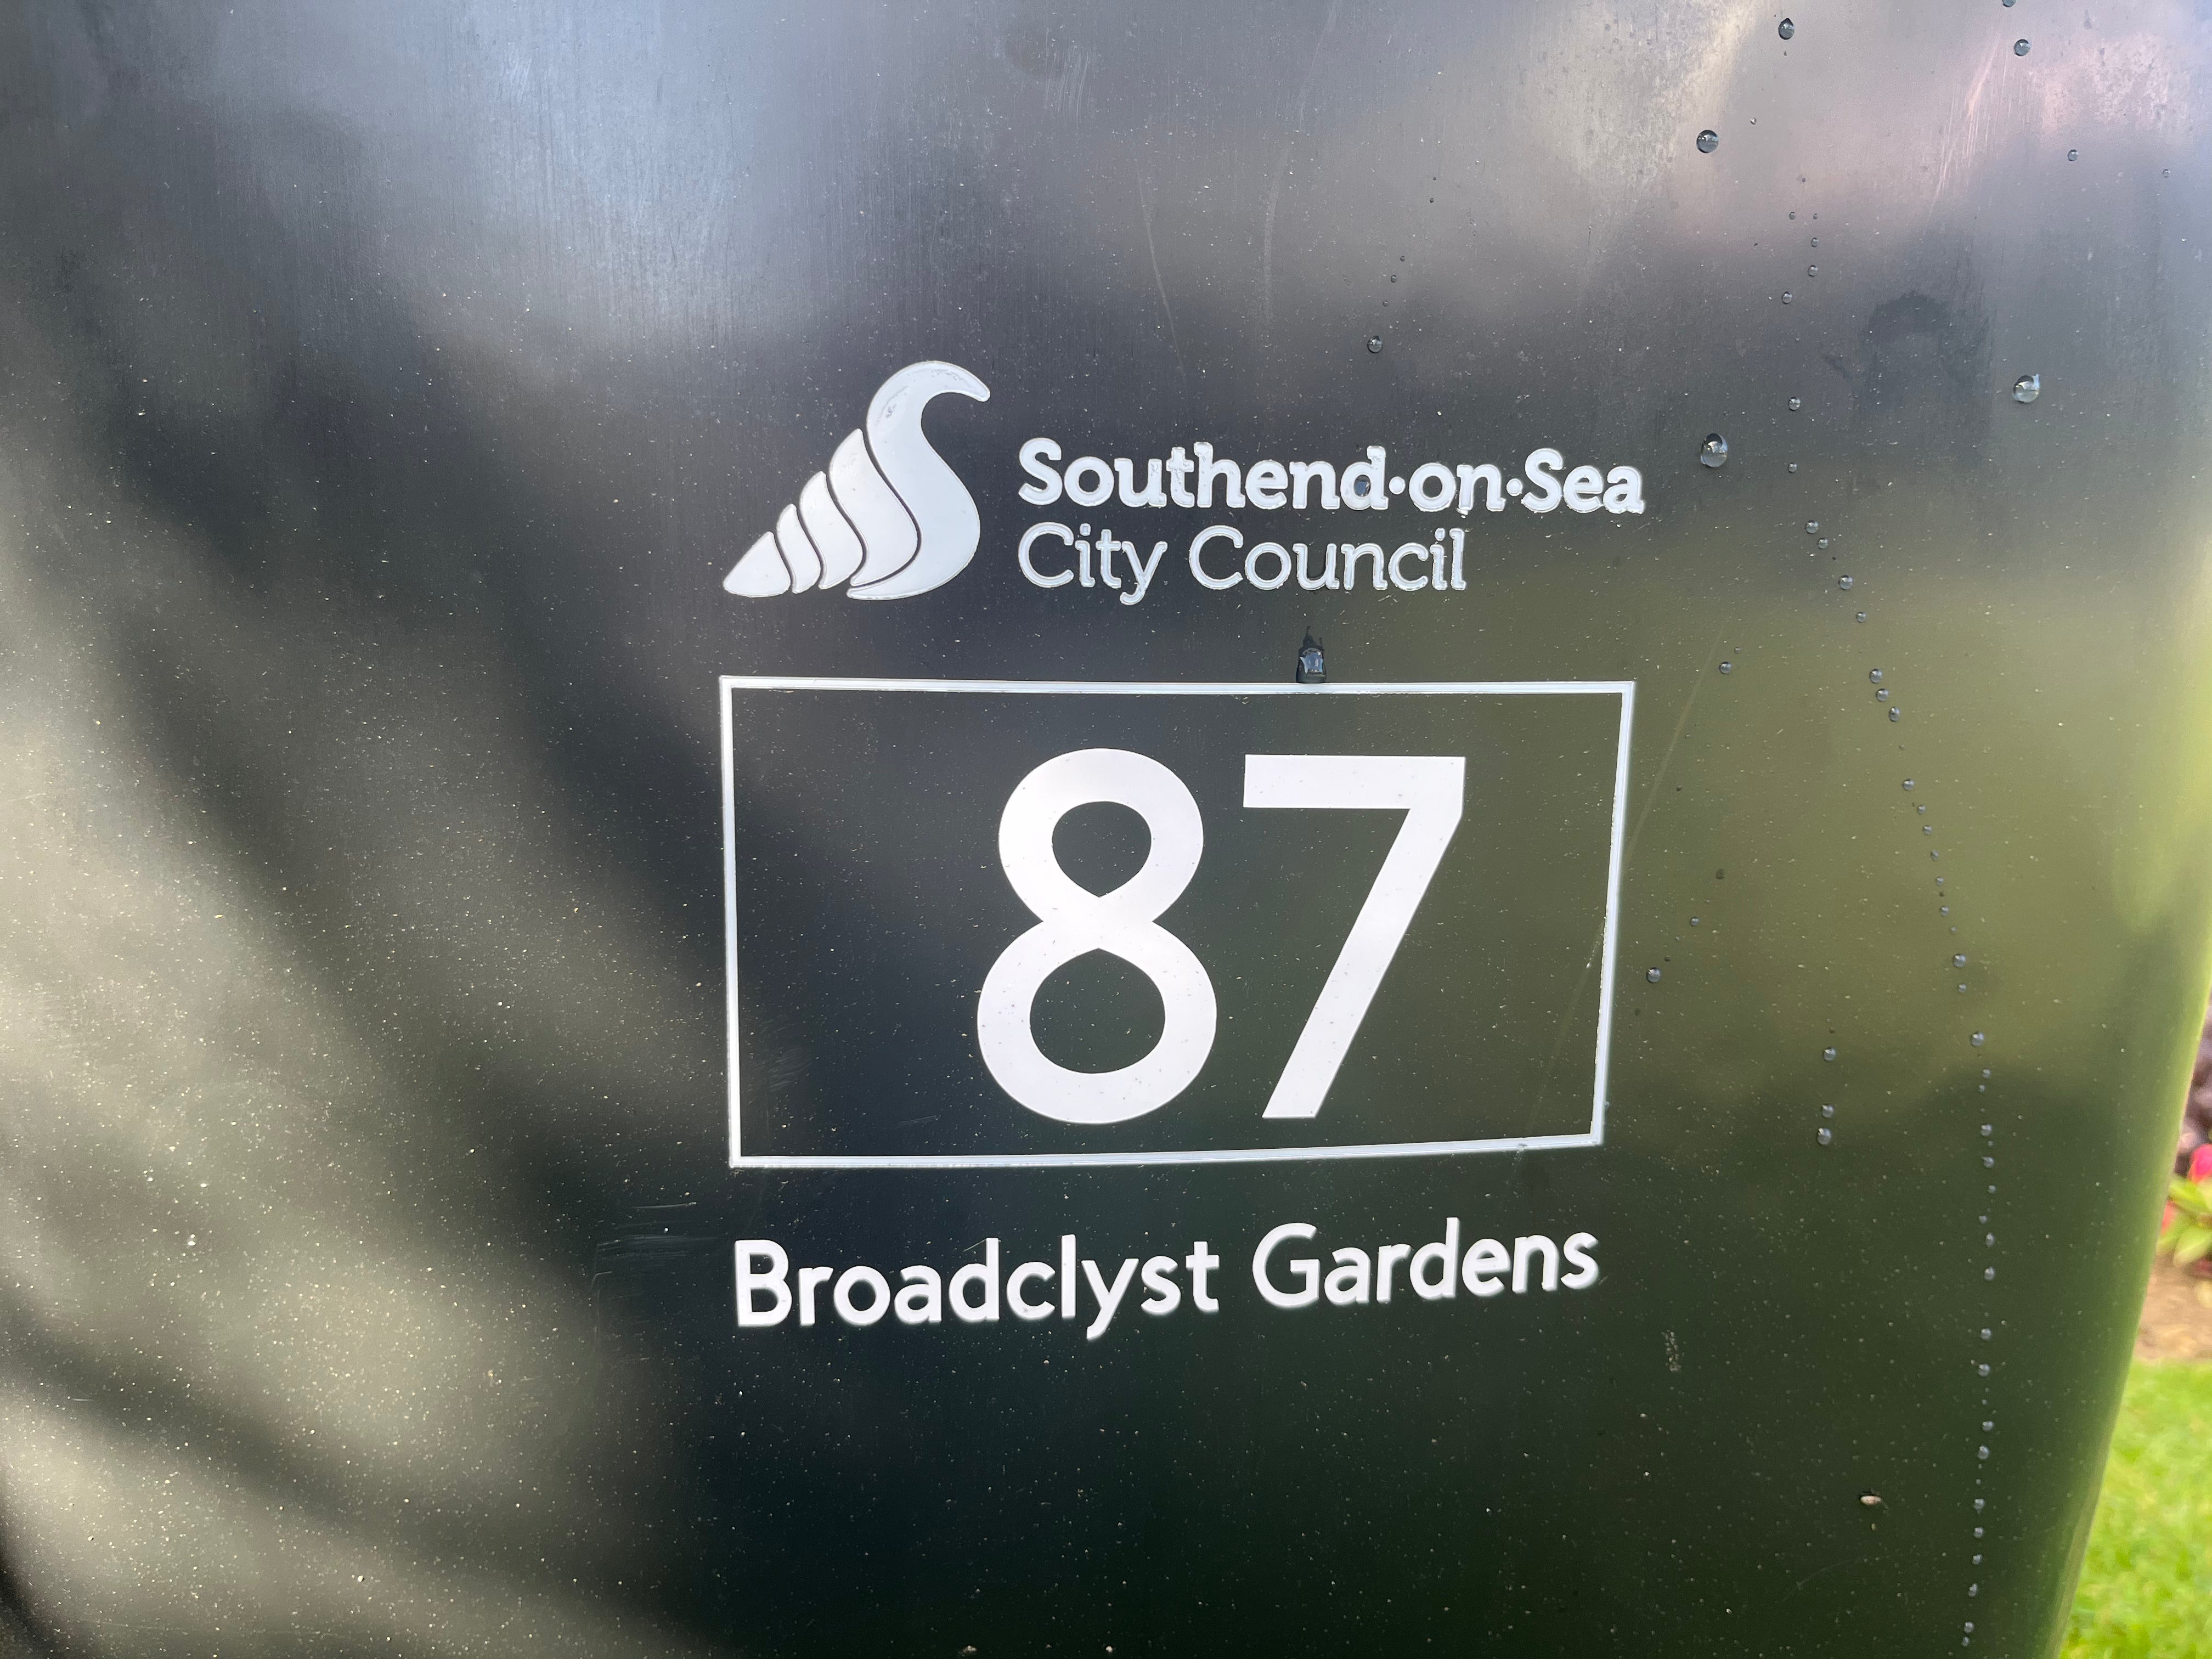 Southend·on·Sea
City Council
87
Broadclyst Gardens